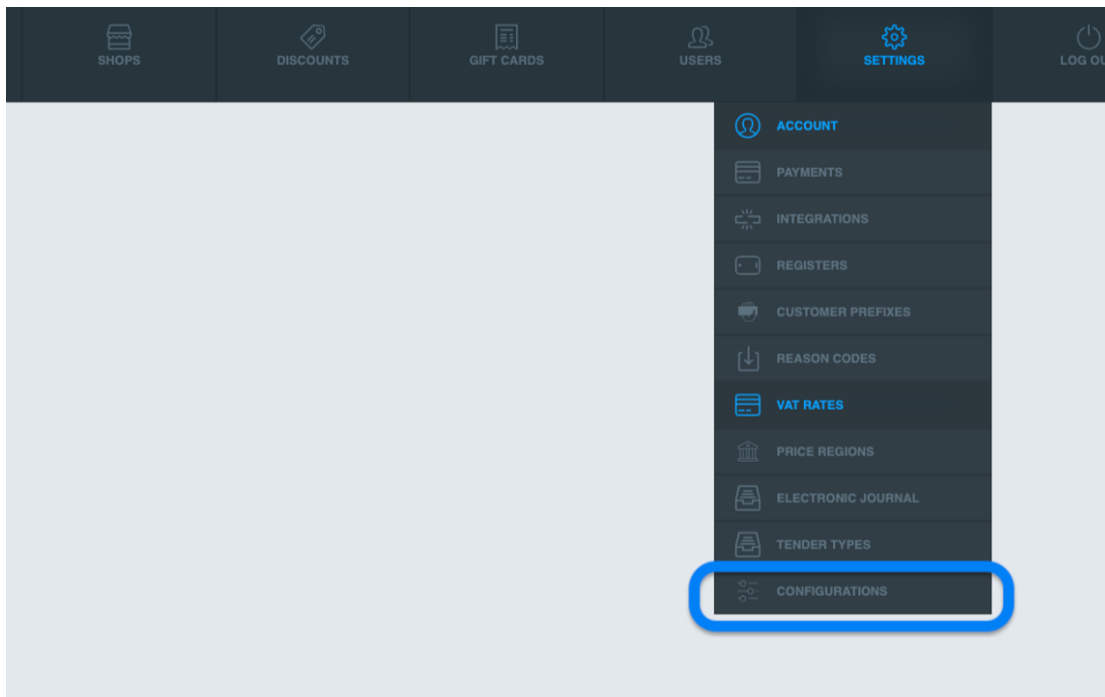 SHOPS
DISCOUNTS
GIFT CARDS
USERS
SETTINGS
LOG OU
ACCOUNT
PAYMENTS
INTEGRATIONS
REGISTERS
CUSTOMER PREFIXES
REASON CODES
VAT RATES
PRICE REGIONS
ELECTRONIC JOURNAL
TENDER TYPES
CONFIGURATIONS